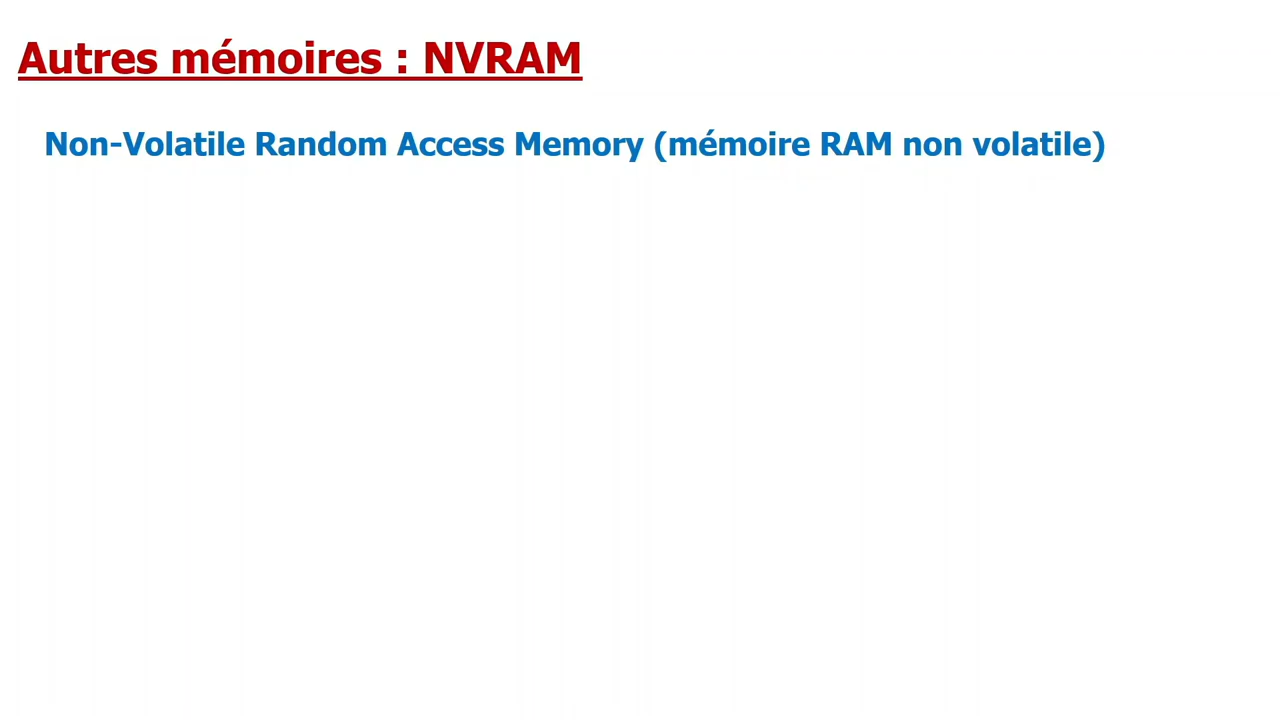 Autres mémoires : NVRAM
Non-Volatile Random Access Memory (mémoire RAM non volatile)